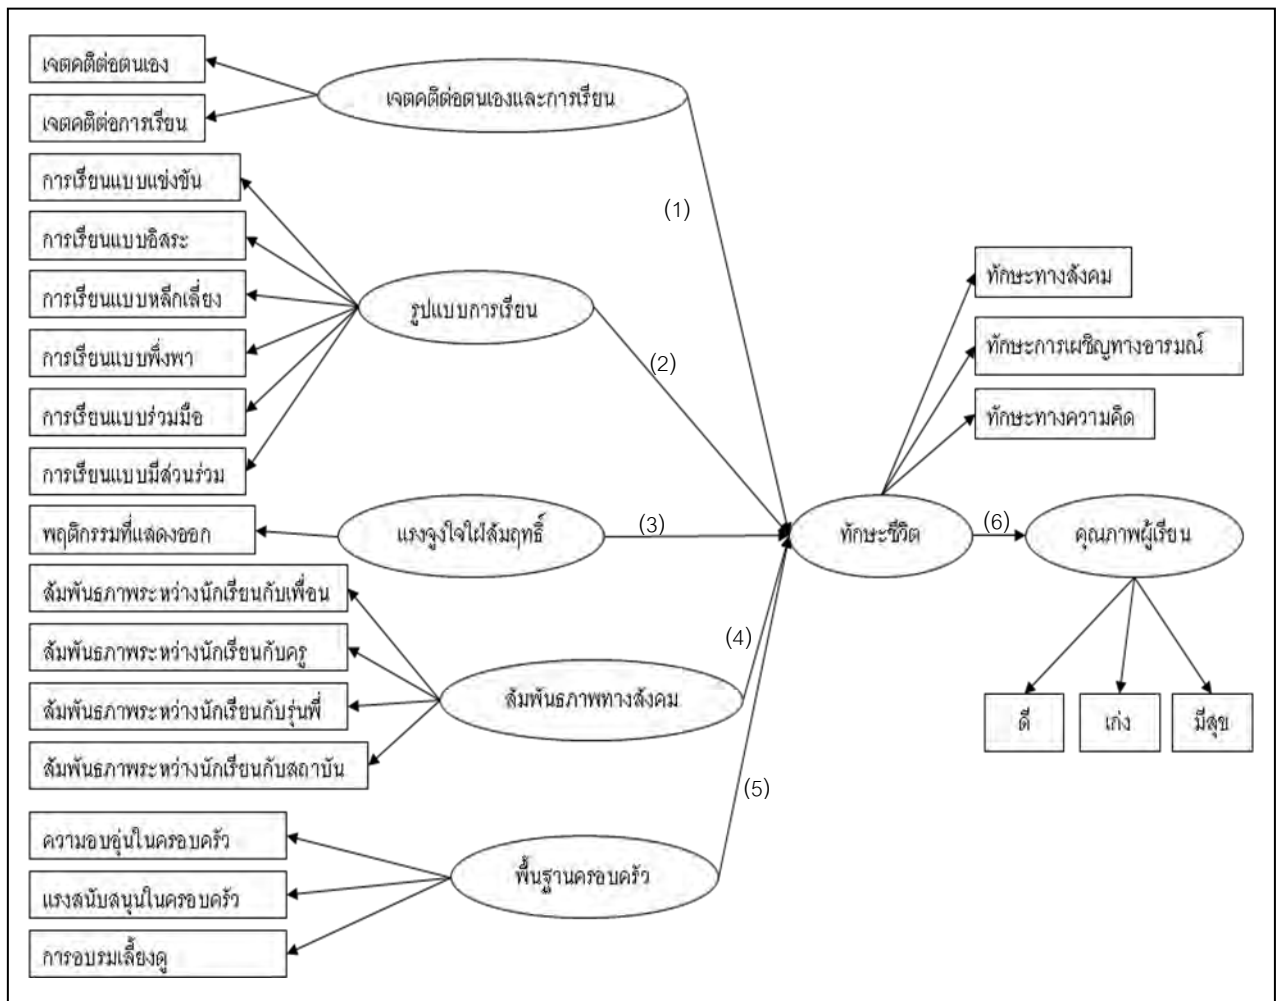 เจตคติต่อตนเอง
เจตคติต่อการเรียน
เจตคติต่อตนเองและการเรียน
การเรียนแบบแข่งขัน
การเรียนแบบอิสระ
การเรียนแบบหลีกเลี่ยง
การเรียนแบบพึ่งพา
การเรียนแบบร่วมมือ
การเรียนแบบมีส่วนร่วม
รูปแบบการเรียน
พฤติกรรมที่แสดงออก
แรงจูงใจใฝ่สัมฤทธิ์
สัมพันธภาพระหว่างนักเรียนกับเพื่อน
สัมพันธภาพระหว่างนักเรียนกับครู
สัมพันธภาพระหว่างนักเรียนกับรุ่นพี่
สัมพันธภาพระหว่างนักเรียนกับสถาบัน
สัมพันธภาพทางสังคม
ความอบอุ่นในครอบครัว
แรงสนับสนุนในครอบครัว
การอบรมเลี้ยงดู
พื้นฐานครอบครัว
(1)
(2)
(3)
(4)
(5)
ทักษะทางสังคม
ทักษะการเผชิญทางอารมณ์
ทักษะทางความคิด
ทักษะชีวิต
(6)
คุณภาพผู้เรียน
ดี
เก่ง
มีสุข